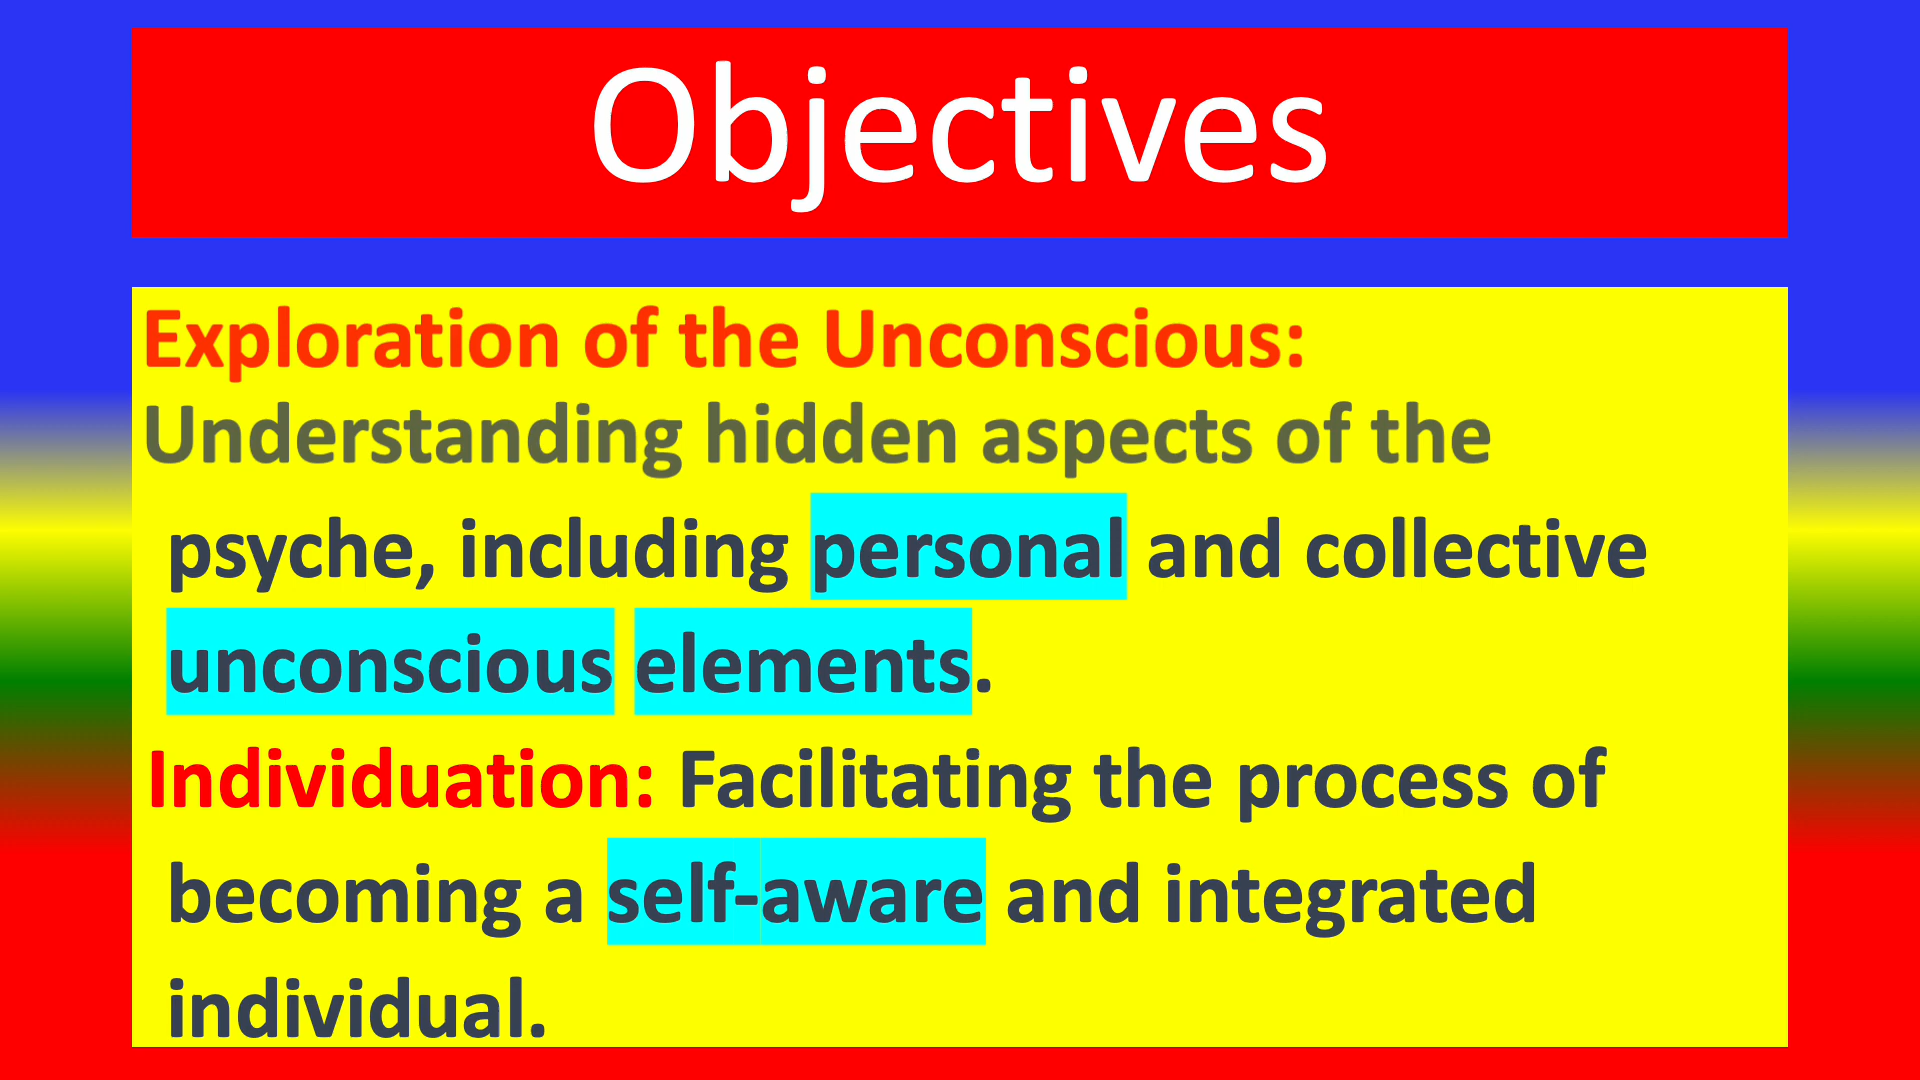 Objectives
Exploration of the Unconscious:
Understanding hidden aspects of the
psyche, including personal and collective
unconscious elements.
Individuation: Facilitating the process of
becoming a self-aware and integrated
individual.